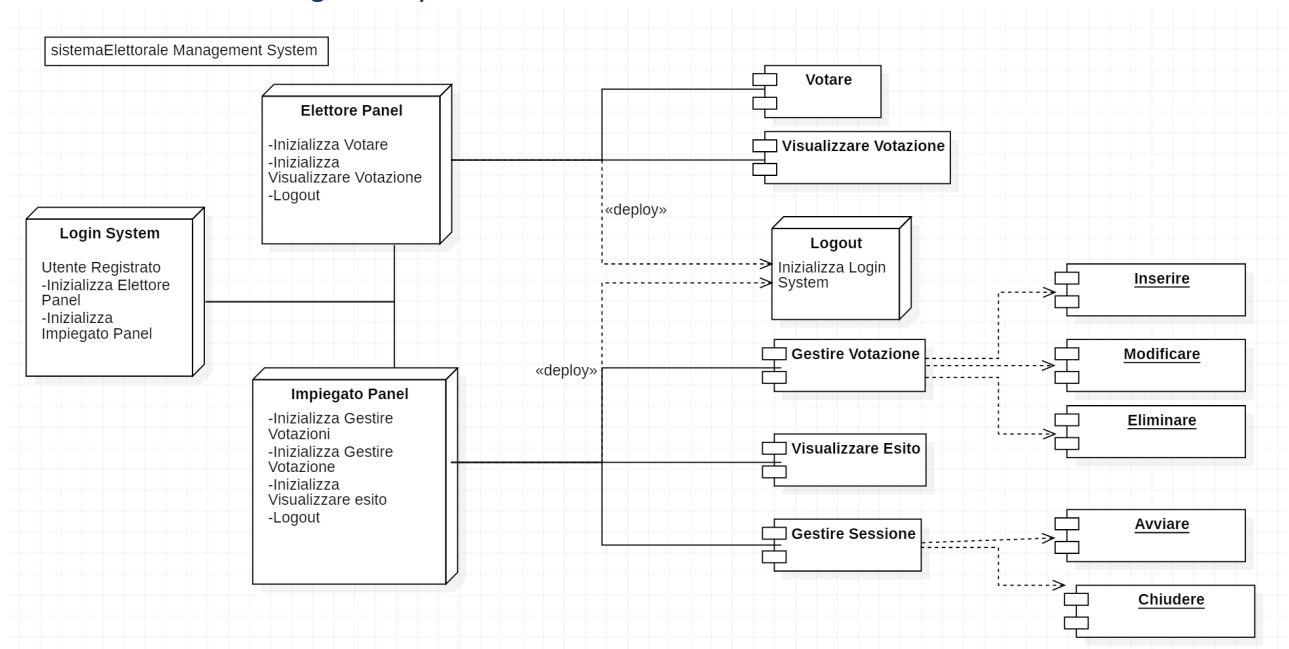 sistemaElettorale Management System
Elettore Panel
-Inizializza Votare
-Inizializza
Visualizzare Votazione
-Logout
Login System
Utente Registrato
-Inizializza Elettore
Panel
-Inizializza
Impiegato Panel
Impiegato Panel
-Inizializza Gestire
Votazioni
-Inizializza Gestire
Votazione
-Inizializza
Visualizzare esito
-Logout
Votare
Visualizzare Votazione
«deploy»
Logout
Inizializza Login
System
«deploy»
Gestire Votazione
Visualizzare Esito
Gestire Sessione
Inserire
Modificare
Eliminare
Avviare
Chiudere